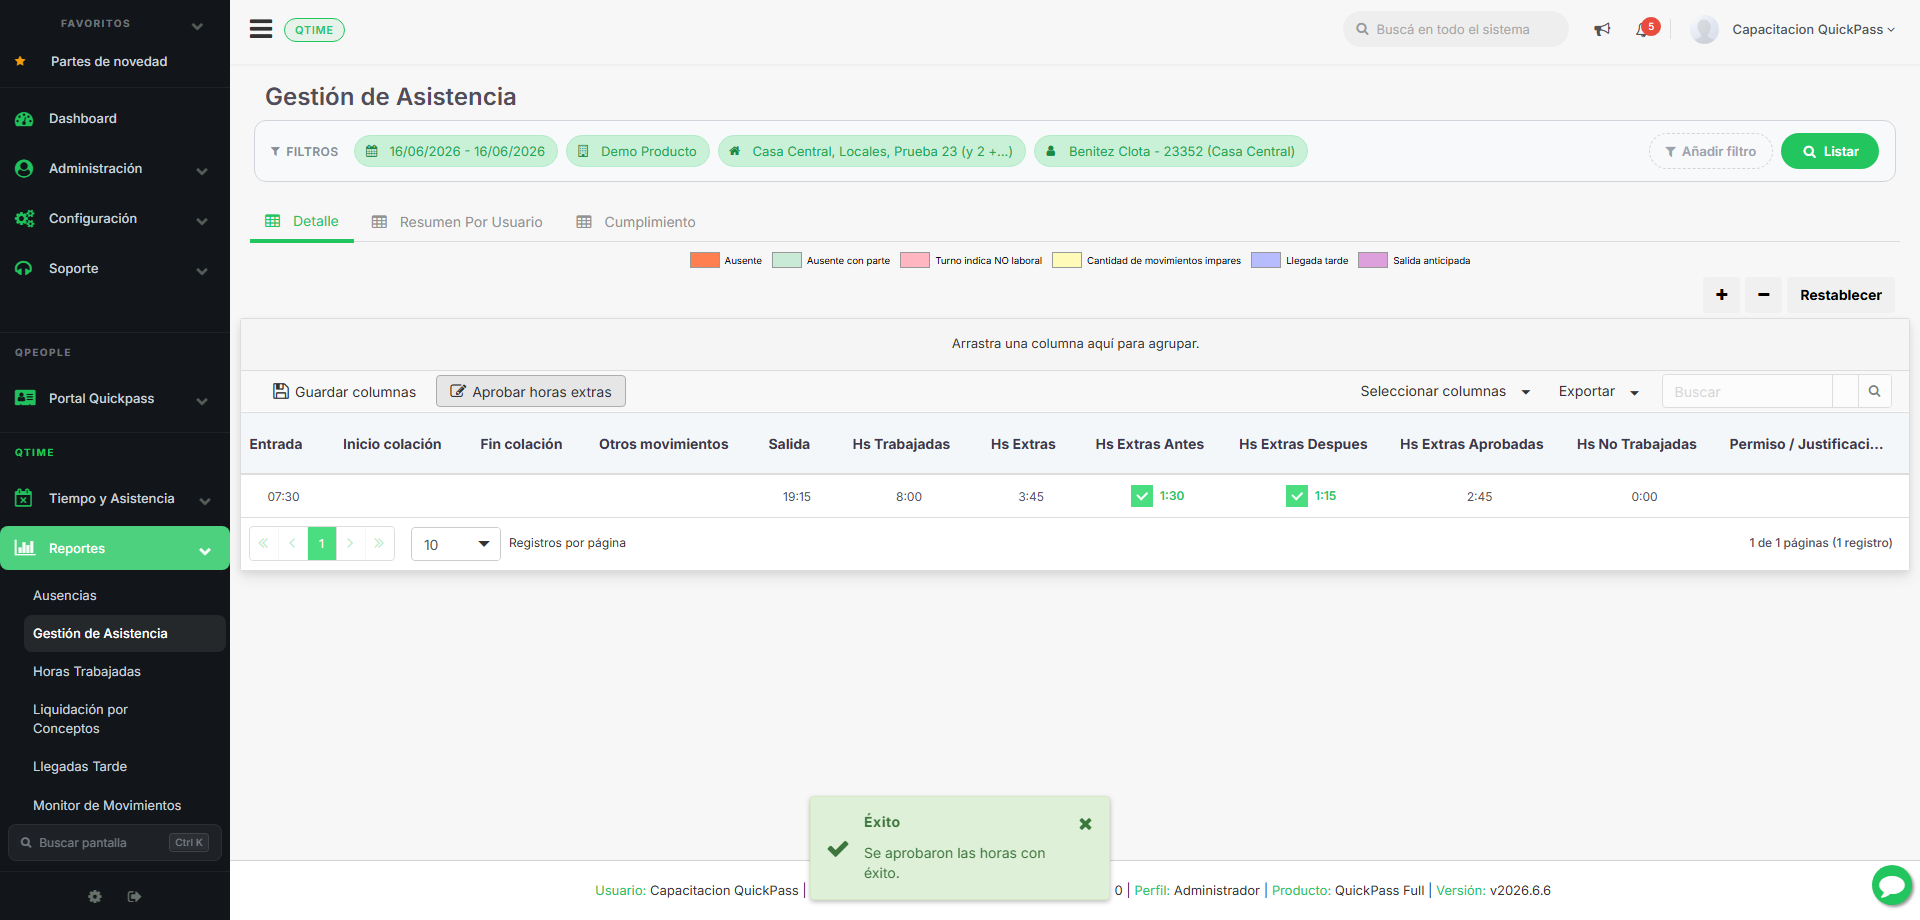 FAVORITOS
Partes de novedad
Dashboard
Administración
Configuración
Soporte
QPEOPLE
Portal Quickpass
QTIME
Tiempo y Asistencia
Reportes
Ausencias
Gestión de Asistencia
Horas Trabajadas
Liquidación por
Conceptos
Llegadas Tarde
Monitor de Movimientos
Buscar pantalla Ctrl K
QTIME
Buscá en todo el sistema
5
Capacitacion QuickPass
Gestión de Asistencia
FILTROS
16/06/2026 - 16/06/2026
Demo Producto
Casa Central, Locales, Prueba 23 (y 2 +...)
Benitez Clota - 23352 (Casa Central)
Añadir filtro
Listar
Detalle
Resumen Por Usuario
Cumplimiento
Ausente
Ausente con parte
Turno indica NO laboral
Cantidad de movimientos impares
Llegada tarde
Salida anticipada
+ − Restablecer
Arrastra una columna aquí para agrupar.
Guardar columnas
Aprobar horas extras
Seleccionar columnas
Exportar
Buscar
Entrada Inicio colación Fin colación Otros movimientos Salida Hs Trabajadas Hs Extras Hs Extras Antes Hs Extras Despues Hs Extras Aprobadas Hs No Trabajadas Permiso / Justificaci...
07:30 19:15 8:00 3:45 1:30 1:15 2:45 0:00
« ‹ 1 › »
10
Registros por página
1 de 1 páginas (1 registro)
Éxito
Se aprobaron las horas con
éxito.
Usuario: Capacitacion QuickPass | 0 | Perfil: Administrador | Producto: QuickPass Full | Versión: v2026.6.6